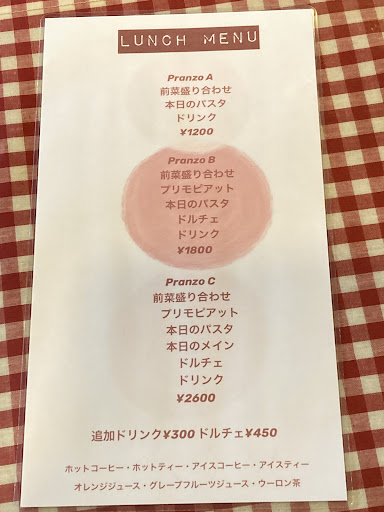 LUNCH MENU
Pranzo A
前菜盛り合わせ
本日のパスタ
ドリンク
¥1200
Pranzo B
前菜盛り合わせ
プリモピアット
本日のパスタ
ドルチェ
ドリンク
¥1800
Pranzo C
前菜盛り合わせ
プリモピアット
本日のパスタ
本日のメイン
ドルチェ
ドリンク
¥2600
追加ドリンク¥300 ドルチェ¥450
ホットコーヒー・ホットティー・アイスコーヒー・アイスティー
オレンジジュース・グレープフルーツジュース・ウーロン茶